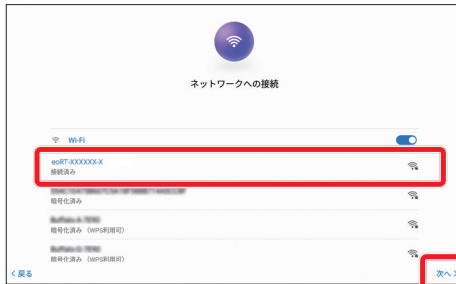 ネットワークへの接続
Wi-Fi
eoRT-XXXXXX-X
接続済み
暗号化済み
暗号化済み （WPS利用可）
暗号化済み （WPS利用可）
< 戻る
次へ >